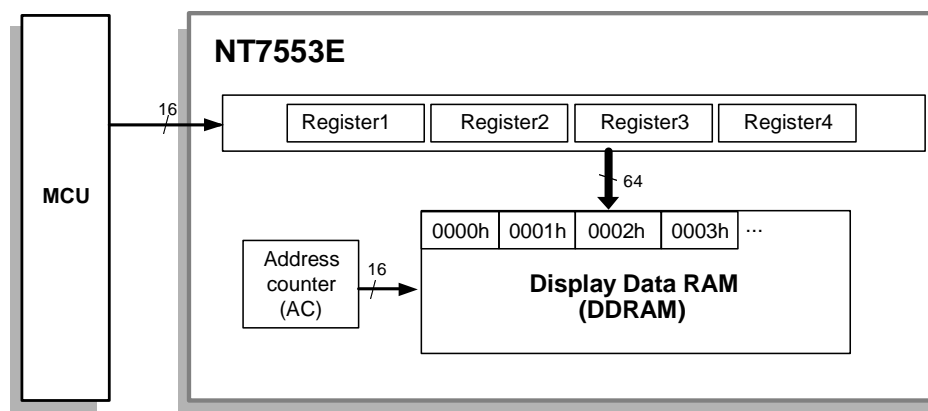 NT7553E
16
Register1
Register2
Register3
Register4
MCU
64
0000h
0001h
0002h
0003h
...
Address
counter
(AC)
16
Display Data RAM
(DDRAM)